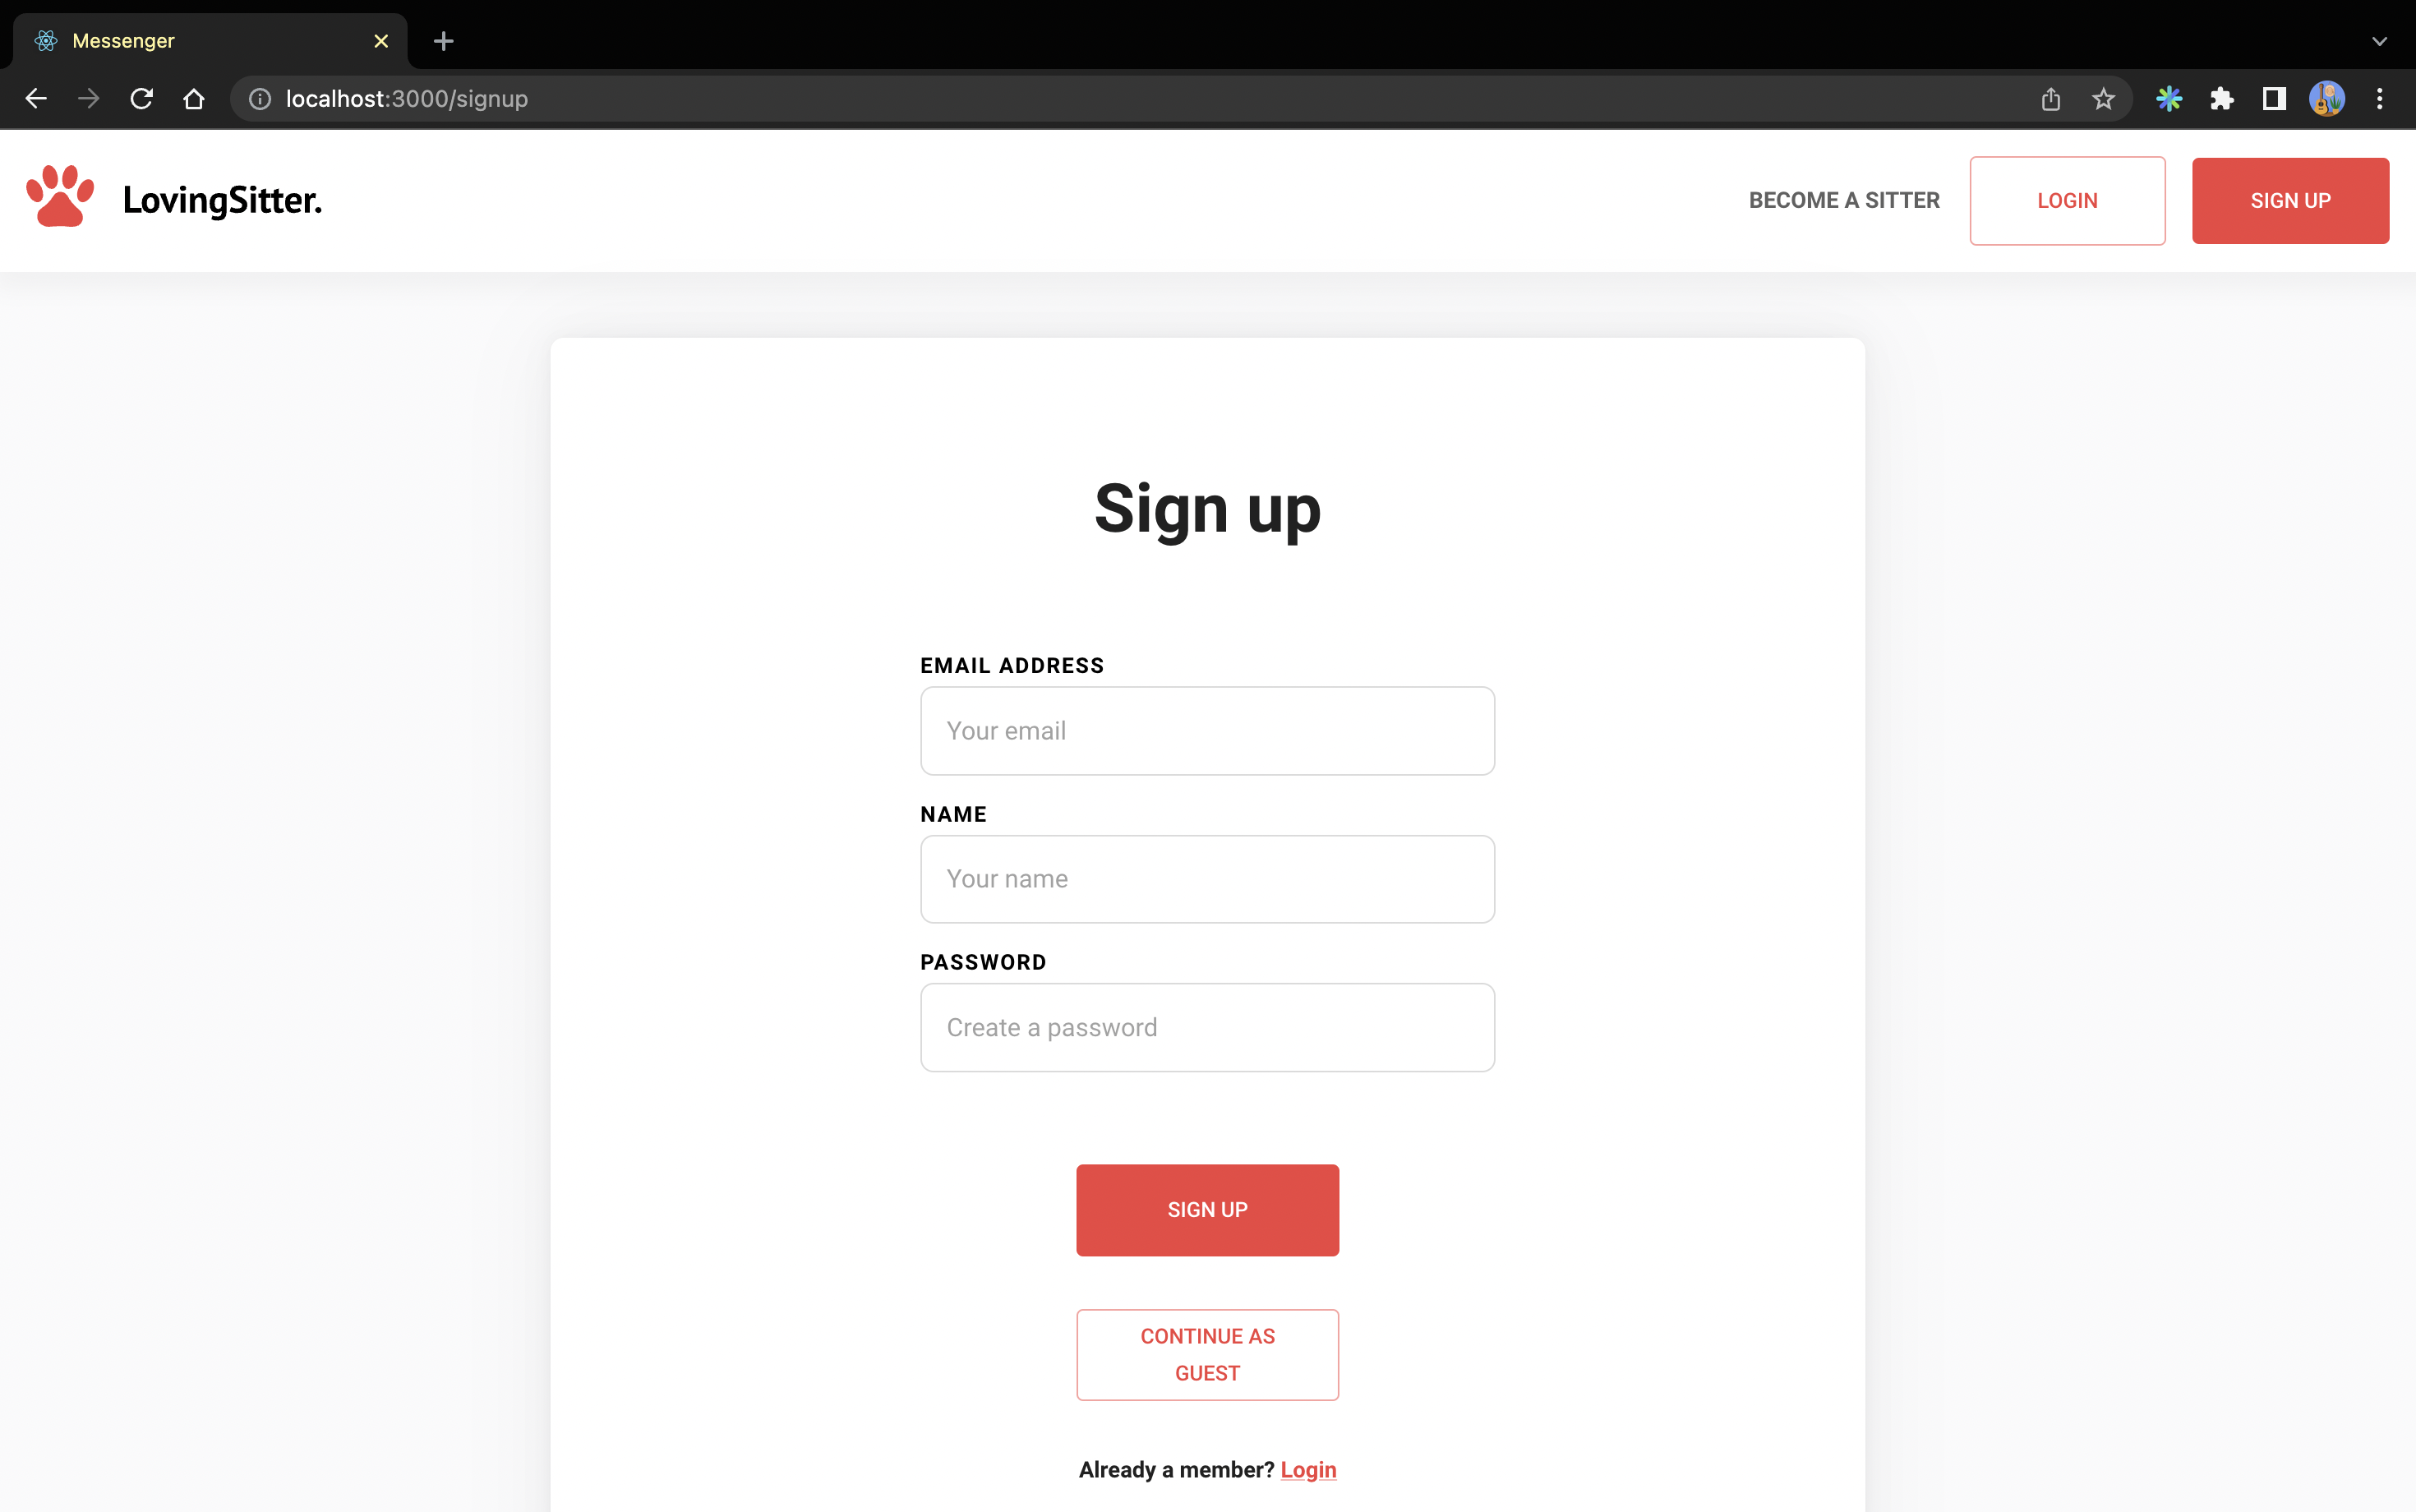 Messenger
localhost:3000/signup
LovingSitter.
BECOME A SITTER
LOGIN
SIGN UP
Sign up
EMAIL ADDRESS
Your email
NAME
Your name
PASSWORD
Create a password
SIGN UP
CONTINUE AS
GUEST
Already a member? Login